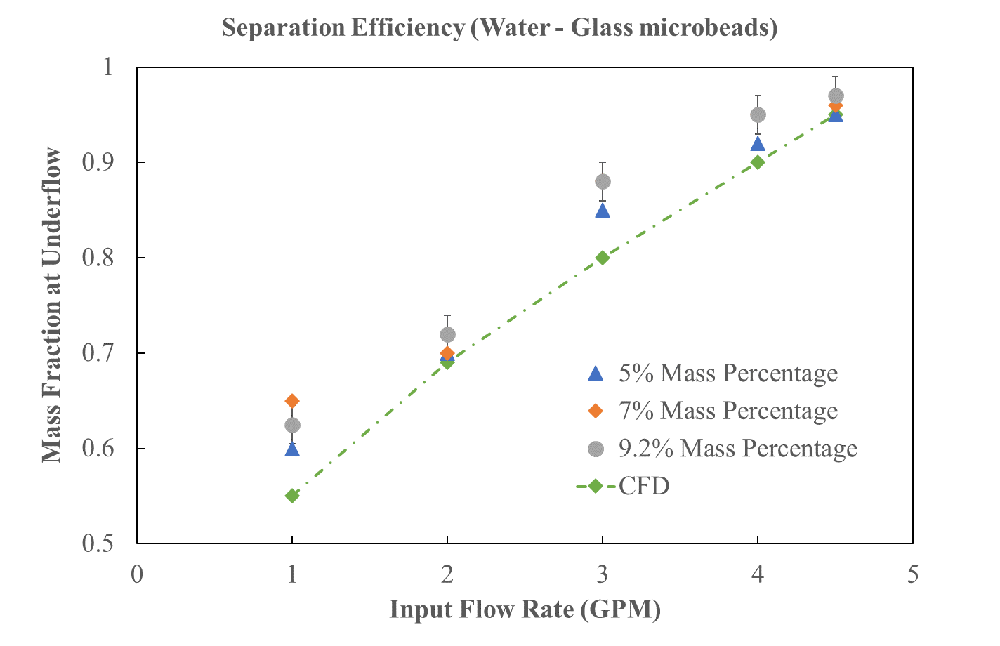 Separation Efficiency (Water - Glass microbeads)
1
0.9
0.8
0.7
0.6
0.5
Mass Fraction at Underflow
5% Mass Percentage
7% Mass Percentage
9.2% Mass Percentage
CFD
0 1 2 3 4 5
Input Flow Rate (GPM)